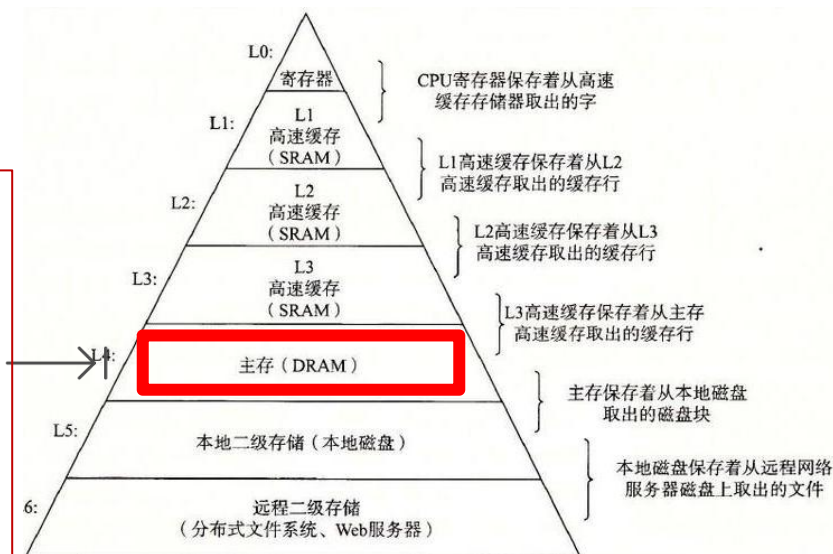 L0:
寄存器
CPU寄存器保存着从高速
缓存存储器取出的字
L1:
L1
高速缓存
(SRAM)
L1高速缓存保存着从L2
高速缓存取出的缓存行
L2:
L2
高速缓存
(SRAM)
L2高速缓存保存着从L3
高速缓存取出的缓存行
L3:
L3
高速缓存
(SRAM)
L3高速缓存保存着从主存
高速缓存取出的缓存行
L4:
主存(DRAM)
主存保存着从本地磁盘
取出的磁盘块
L5:
本地二级存储(本地磁盘)
本地磁盘保存着从远程网络
服务器磁盘上取出的文件
6:
远程二级存储
(分布式文件系统、Web服务器)